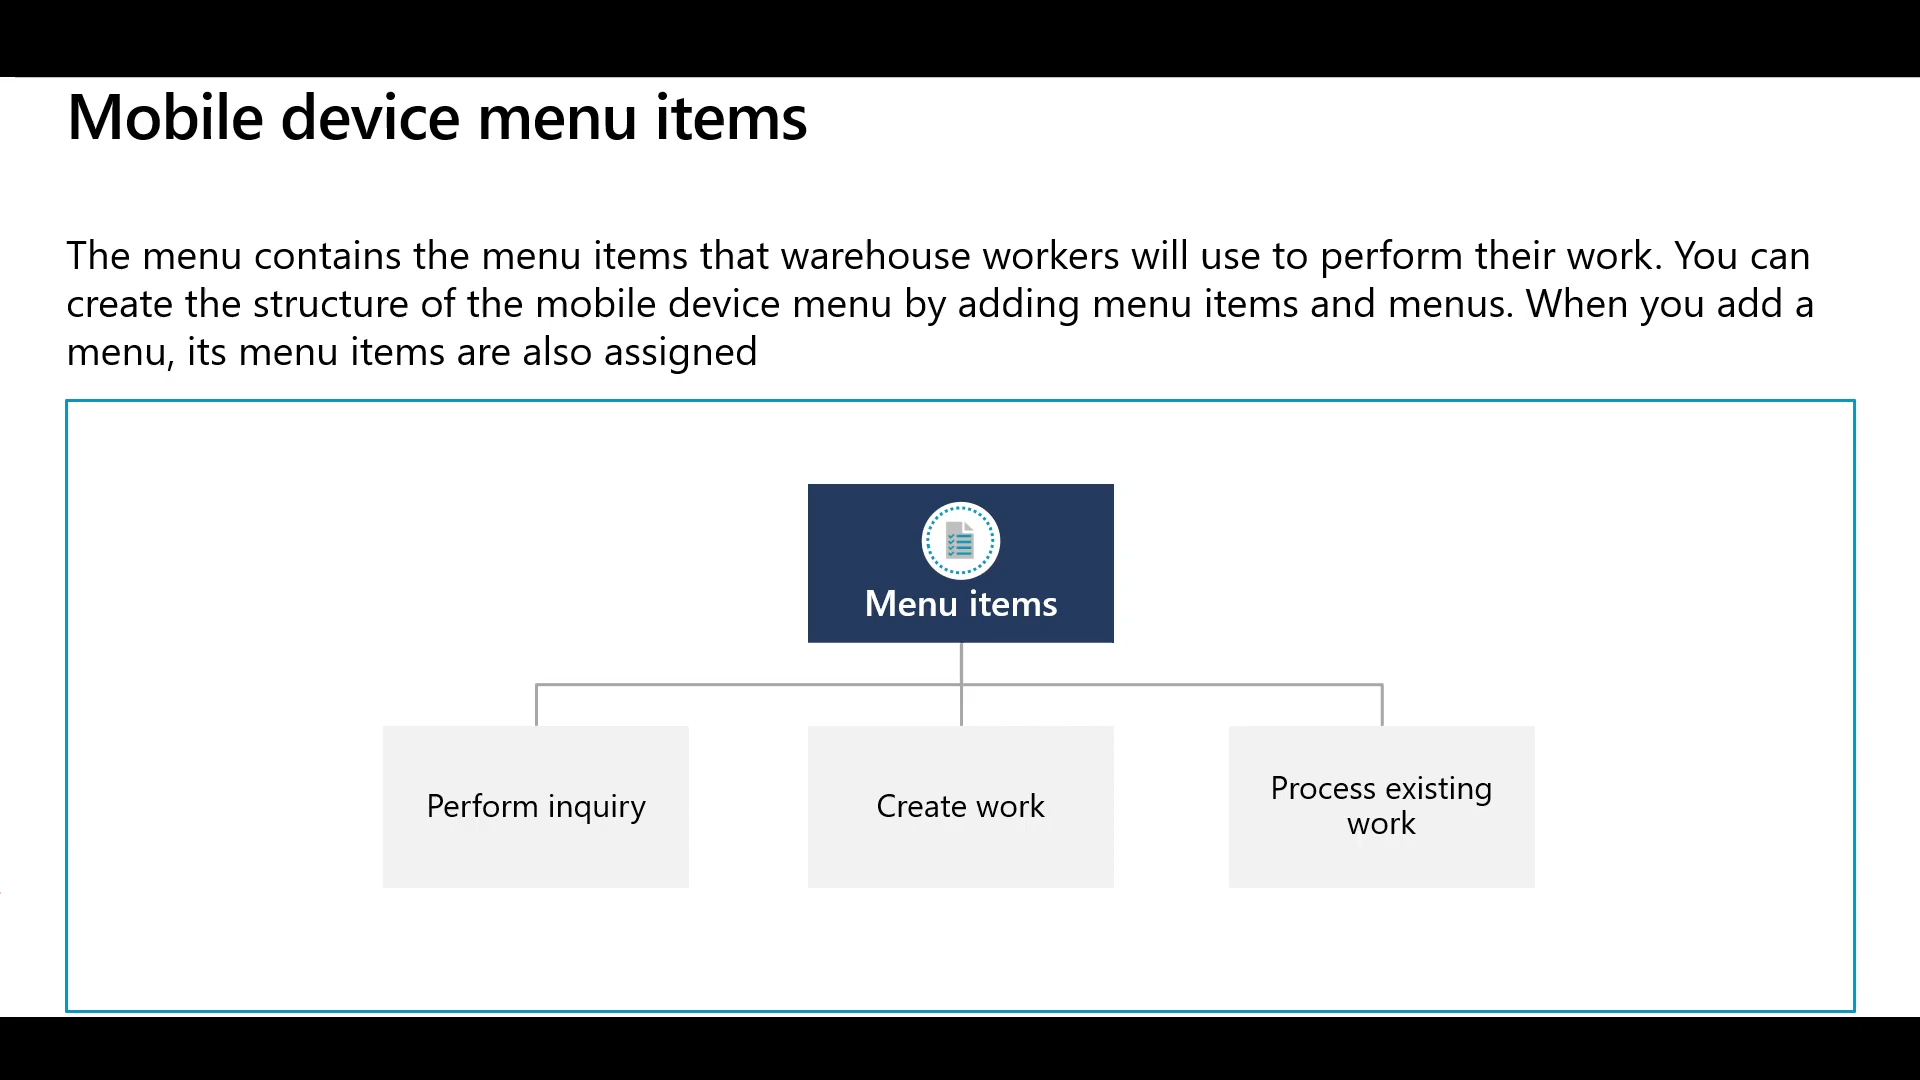 Mobile device menu items
The menu contains the menu items that warehouse workers will use to perform their work. You can
create the structure of the mobile device menu by adding menu items and menus. When you add a
menu, its menu items are also assigned
Menu items
Perform inquiry
Create work
Process existing
work